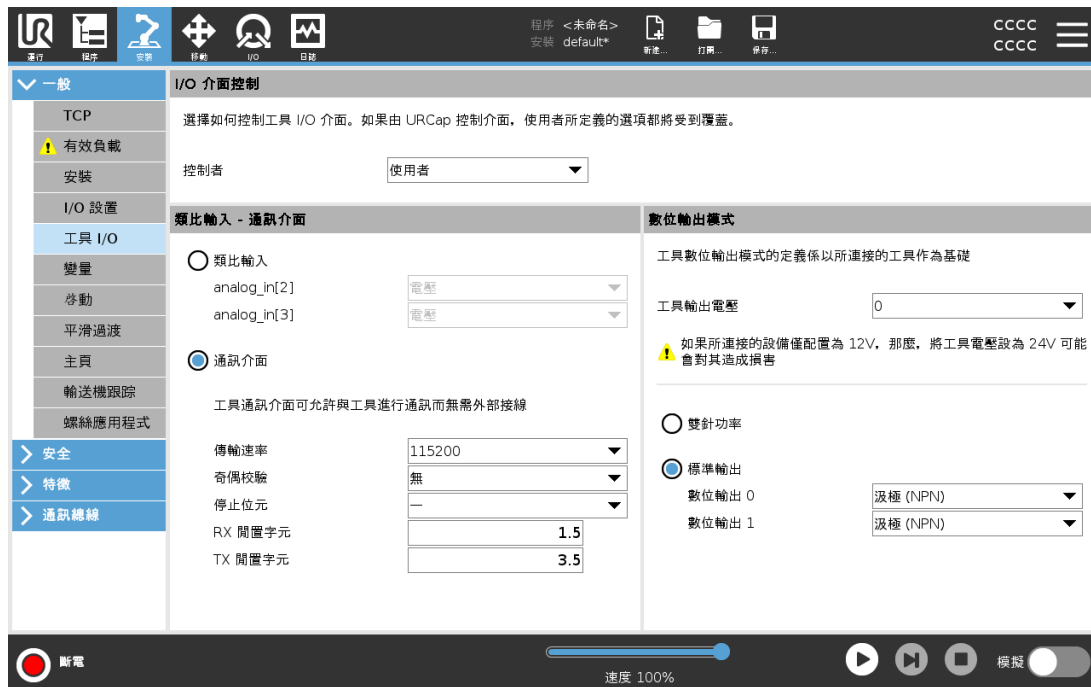 UR
運行
程序
安裝
移動
I/O
日誌
程序 <未命名>
安裝 default*
新建...
打開...
保存...
CCCC
CCCC
一般
TCP
有效負載
安裝
I/O 設置
工具 I/O
變量
啓動
平滑過渡
主頁
輸送機跟踪
螺絲應用程式
安全
特徵
通訊總線
I/O 介面控制
選擇如何控制工具 I/O 介面。如果由 URCap 控制介面，使用者所定義的選項都將受到覆蓋。
控制者 使用者
類比輸入 - 通訊介面
類比輸入
analog_in[2] 電壓
analog_in[3] 電壓
通訊介面
工具通訊介面可允許與工具進行通訊而無需外部接線
傳輸速率 115200
奇偶校驗 無
停止位元 一
RX 閒置字元 1.5
TX 閒置字元 3.5
數位輸出模式
工具數位輸出模式的定義係以所連接的工具作為基礎
工具輸出電壓 0
如果所連接的設備僅配置為 12V，那麼，將工具電壓設為 24V 可能
會對其造成損害
雙針功率
標準輸出
數位輸出 0 汲極 (NPN)
數位輸出 1 汲極 (NPN)
斷電
速度 100%
模擬